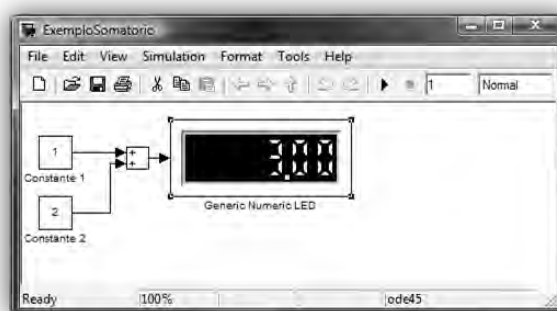 ExemploSomatorio
File Edit View Simulation Format Tools Help
1 Normal
1
Constante 1
+
+
3.00
Generic Numeric LED
2
Constante 2
Ready 100% ode45